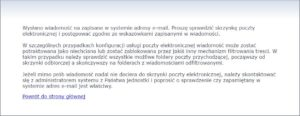 Wysłano wiadomość na zapisany w systemie adresy e-mail. Proszę sprawdzić skrzynkę poczty
elektronicznej i postępować zgodnie ze wskazówkami zapisanymi w wiadomości.
W szczególnych przypadkach konfiguracji usługi poczty elektronicznej wiadomość może zostać
potraktowana jako niechciana lub zostać zablokowana przez jakiś inny mechanizm filtrowania treści. W
takim przypadku należy sprawdzić wszystkie możliwe foldery poczty przychodzącej, począwszy od
skrzynki odbiorczej a skończywszy na folderach z wiadomościami odfiltrowanymi.
Jeżeli mimo prób wiadomość nadal nie dociera do skrzynki poczty elektronicznej, należy skontaktować
się z administratorem systemu z Państwa jednostki i poprosić o sprawdzenie czy zapamiętany w
systemie adres e-mail jest właściwy.
Powrót do strony głównej